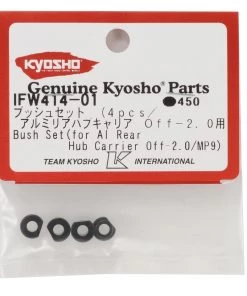 KYOSHO
Genuine Kyosho® Parts
IFW414-01 ●450
ブッシュセット (4pcs/
アルミリアハブキャリア Off-2.0用
Bush Set(for Al Rear
Hub Carrier Off-2.0/MP9)
TEAM KYOSHO K INTERNATIONAL